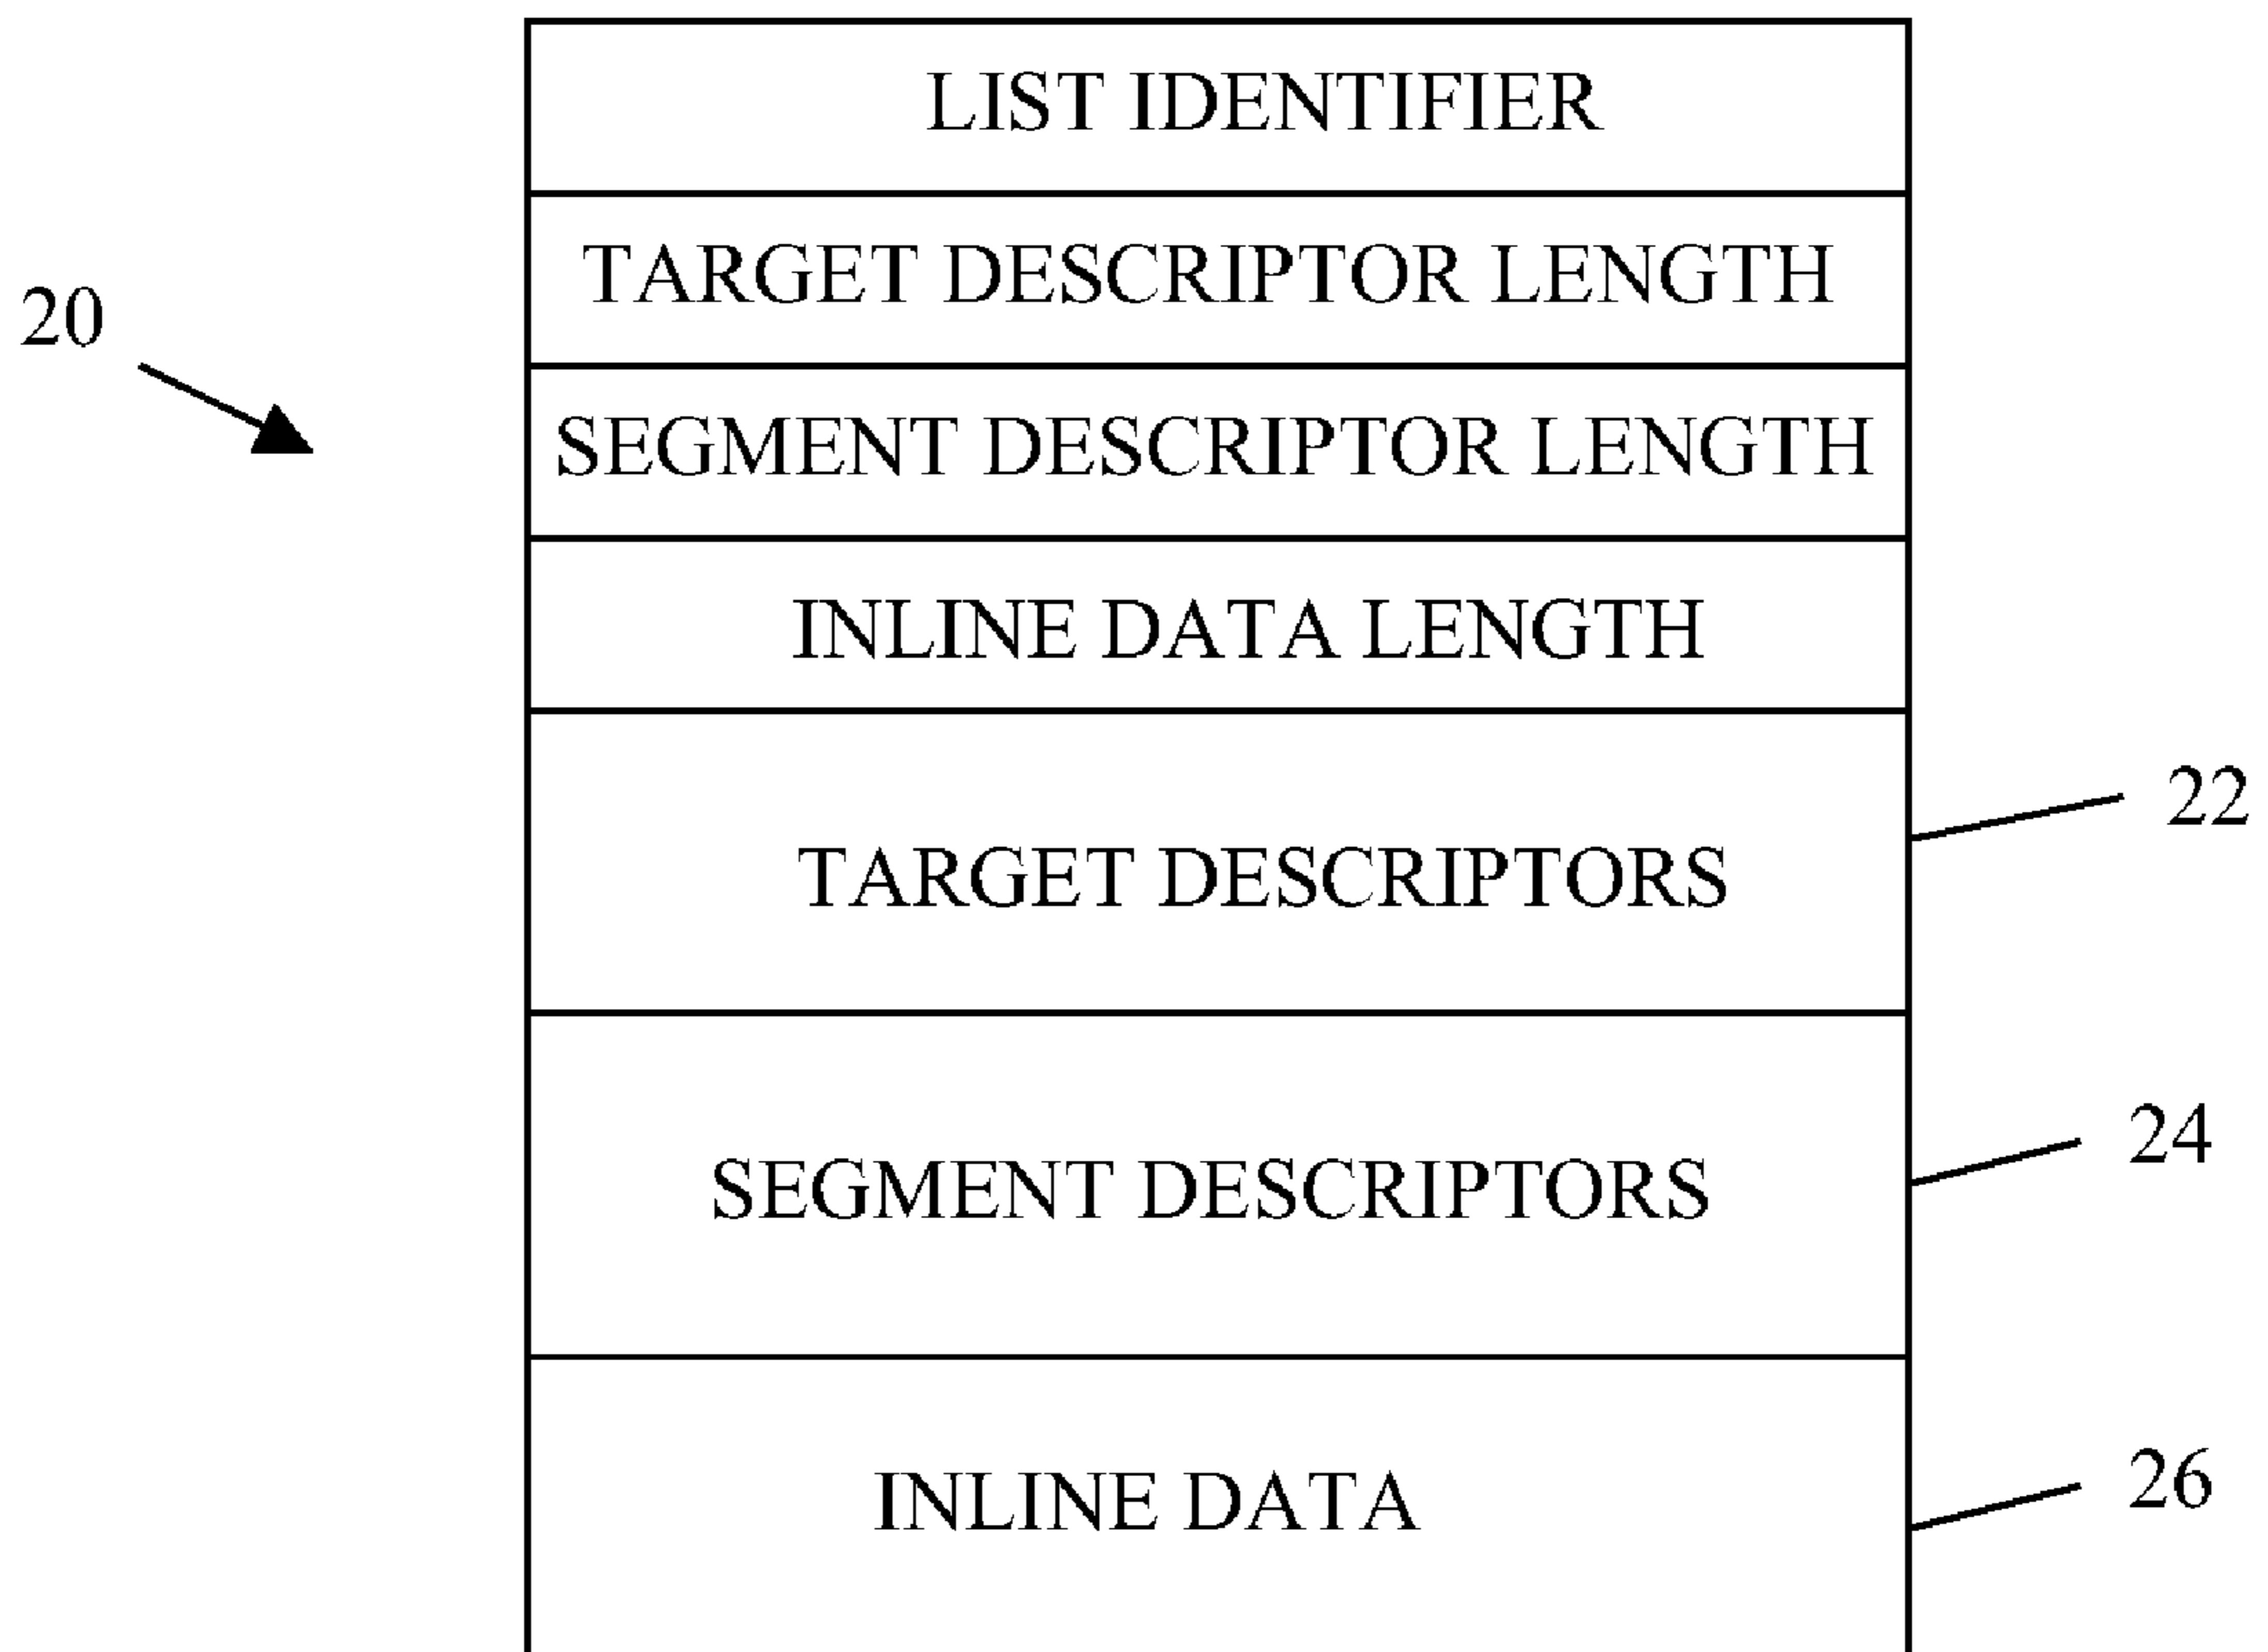 LIST IDENTIFIER
TARGET DESCRIPTOR LENGTH
20
SEGMENT DESCRIPTOR LENGTH
INLINE DATA LENGTH
22
TARGET DESCRIPTORS
24
SEGMENT DESCRIPTORS
26
INLINE DATA